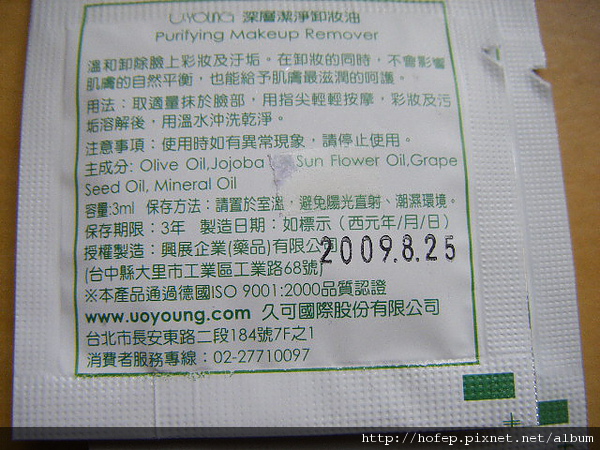 UOYOUNG 深層潔淨卸妝油
Purifying Makeup Remover
溫和卸除臉上彩妝及汙垢。在卸妝的同時，不會影響
肌膚的自然平衡，也能給予肌膚最滋潤的呵護。
用法：取適量抹於臉部，用指尖輕輕按摩，彩妝及污
垢溶解後，用溫水沖洗乾淨。
注意事項：使用時如有異常現象，請停止使用。
主成分: Olive Oil,Jojoba Sun Flower Oil,Grape
Seed Oil, Mineral Oil
容量:3ml 保存方法：請置於室溫，避免陽光直射、潮濕環境。
保存期限：3年 製造日期：如標示（西元年/月/日）
授權製造：興展企業(藥品)有限公司 2009.8.25
(台中縣大里市工業區工業路68號)
※本產品通過德國ISO 9001:2000品質認證
www.uoyoung.com 久可國際股份有限公司
台北市長安東路二段184號7F之1
消費者服務專線：02-27710097
http://hofep.pixnet.net/album